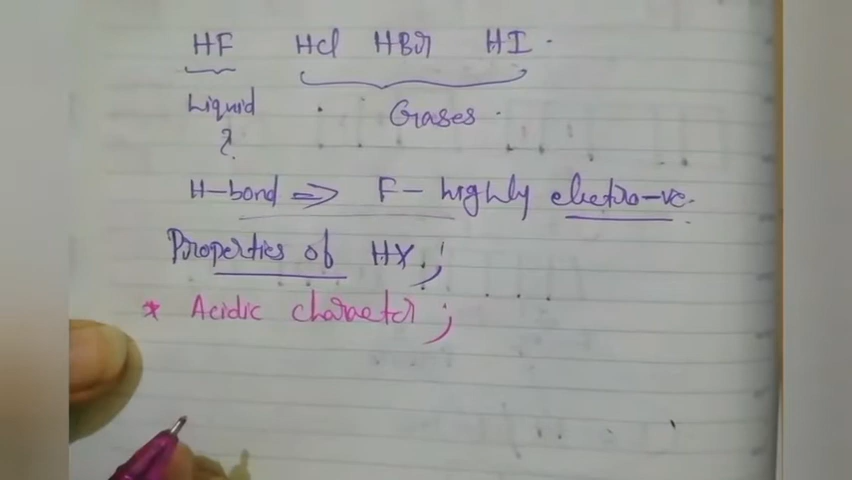 HF HCl HBr HI .
Liquid Gases .
?
H-bond ⇒ F - highly electro-ve.
Properties of HX ;
* Acidic character ;